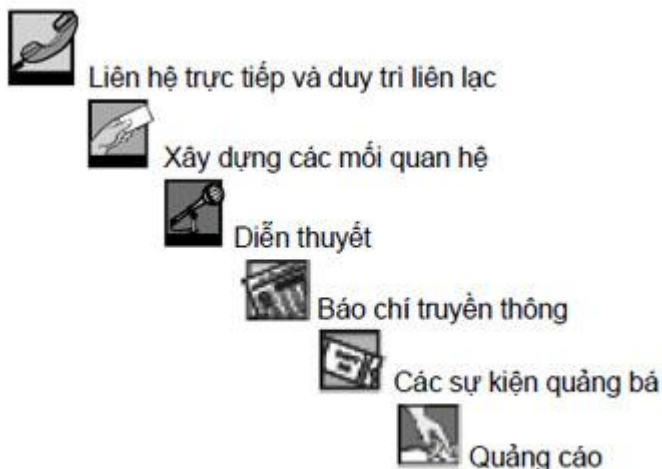 Liên hệ trực tiếp và duy trì liên lạc
Xây dựng các mối quan hệ
Diễn thuyết
Báo chí truyền thông
Các sự kiện quảng bá
Quảng cáo